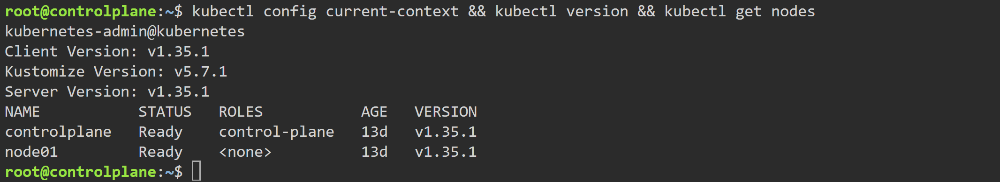 root@controlplane:~$ kubectl config current-context && kubectl version && kubectl get nodes
kubernetes-admin@kubernetes
Client Version: v1.35.1
Kustomize Version: v5.7.1
Server Version: v1.35.1
NAME           STATUS   ROLES           AGE   VERSION
controlplane   Ready    control-plane   13d   v1.35.1
node01         Ready    <none>          13d   v1.35.1
root@controlplane:~$